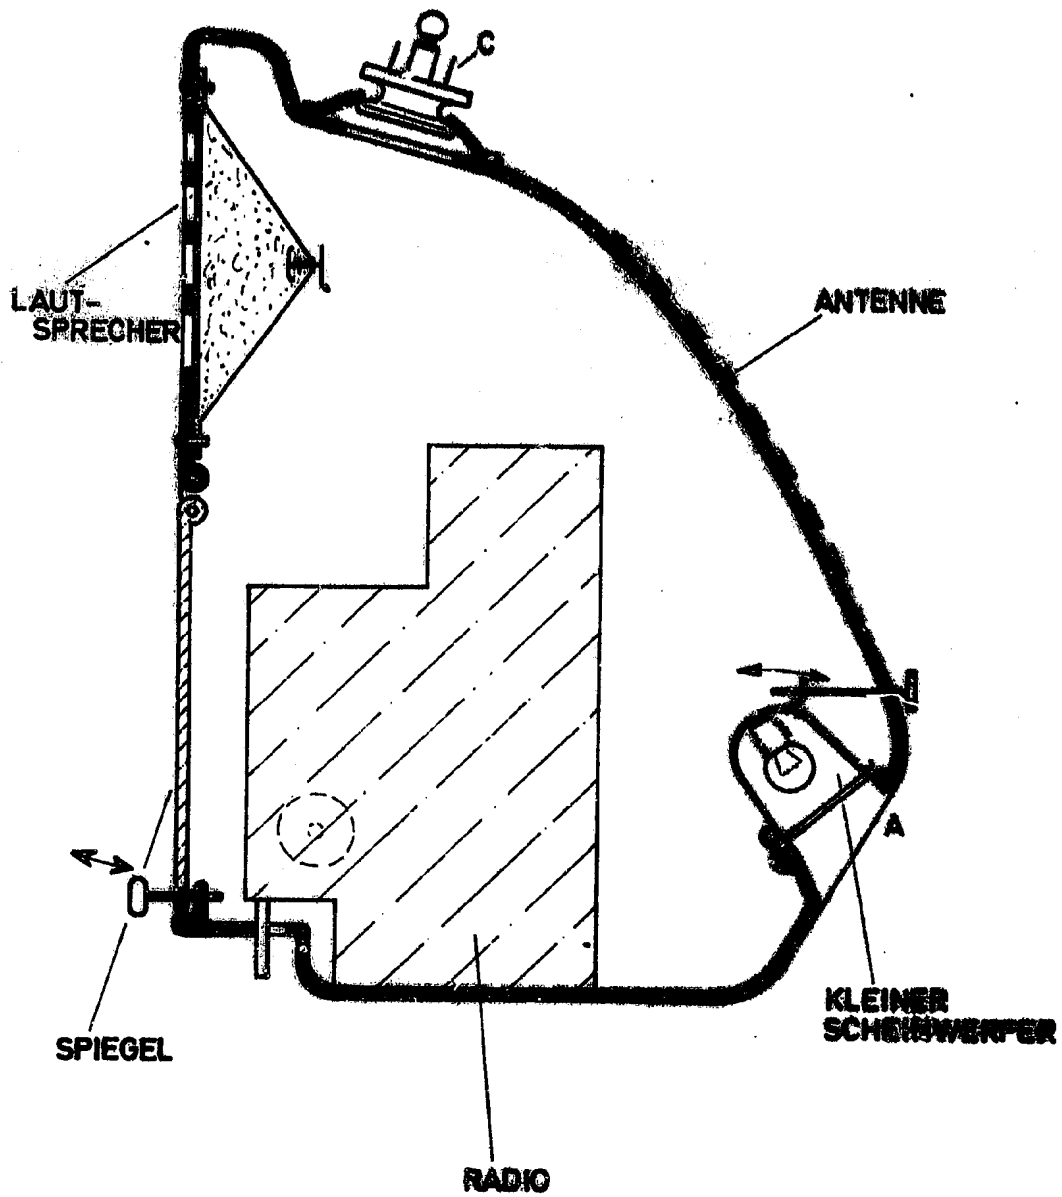 C
LAUT-
SPRECHER
ANTENNE
A
KLEINER
SCHEINWERFER
SPIEGEL
RADIO